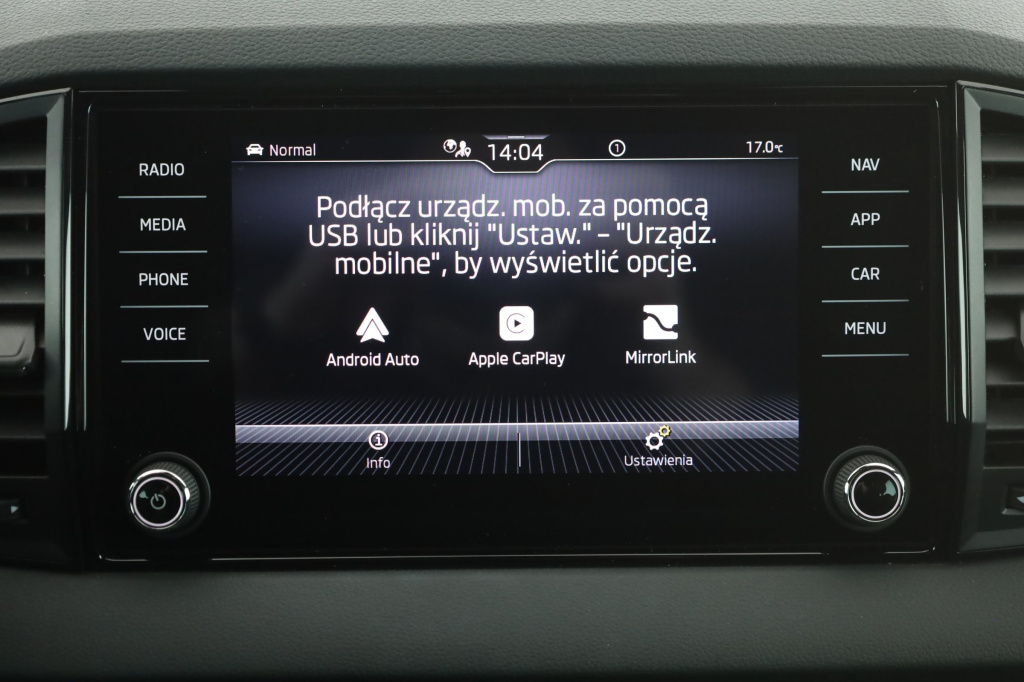 Normal
14:04
1
17.0°C
RADIO
MEDIA
PHONE
VOICE
Podłącz urządz. mob. za pomocą
USB lub kliknij "Ustaw." – "Urządz.
mobilne", by wyświetlić opcje.
Android Auto
Apple CarPlay
MirrorLink
Info
Ustawienia
NAV
APP
CAR
MENU